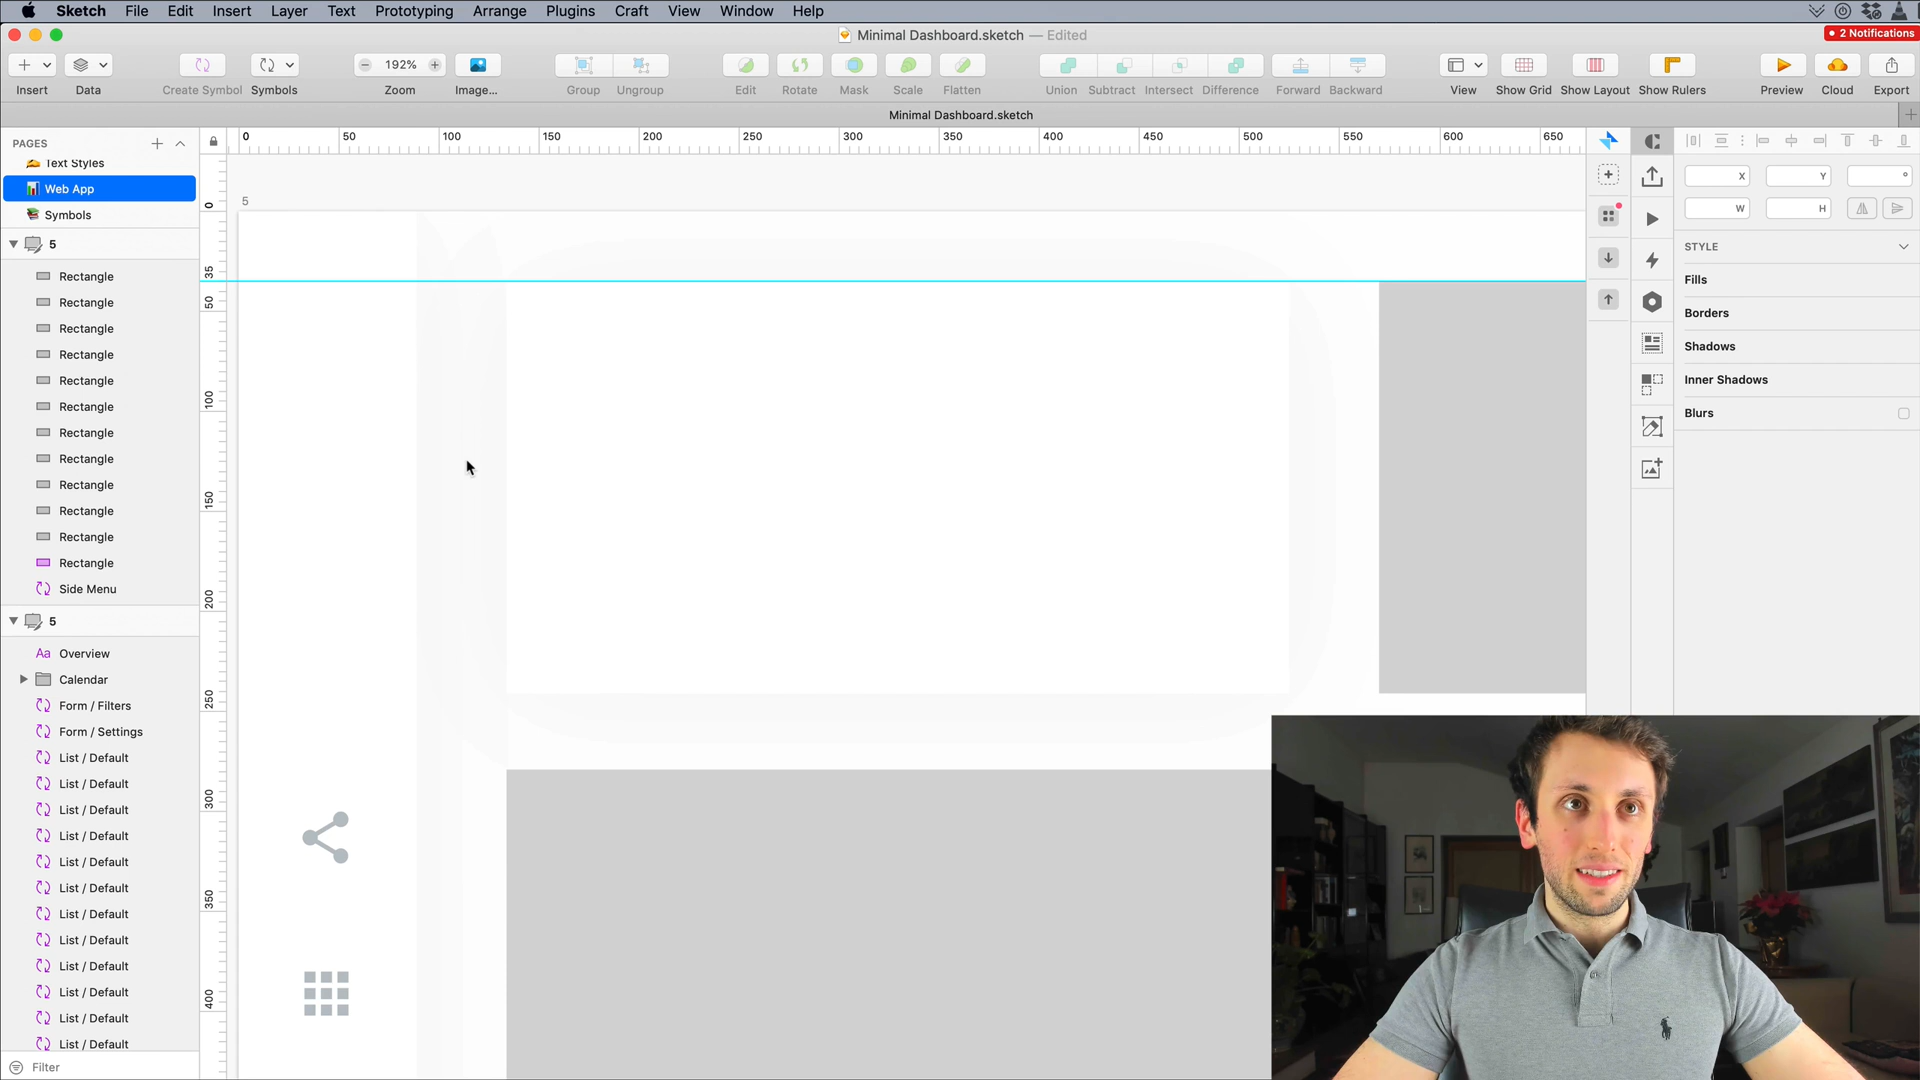 Sketch File Edit Insert Layer Text Prototyping Arrange Plugins Craft View Window Help
Minimal Dashboard.sketch — Edited
2 Notifications
192%
Insert Data Create Symbol Symbols Zoom Image... Group Ungroup Edit Rotate Mask Scale Flatten Union Subtract Intersect Difference Forward Backward View Show Grid Show Layout Show Rulers Preview Cloud Export
Minimal Dashboard.sketch
PAGES
Text Styles
Web App
Symbols
5
Rectangle
Rectangle
Rectangle
Rectangle
Rectangle
Rectangle
Rectangle
Rectangle
Rectangle
Rectangle
Rectangle
Rectangle
Side Menu
5
Overview
Calendar
Form / Filters
Form / Settings
List / Default
List / Default
List / Default
List / Default
List / Default
List / Default
List / Default
List / Default
List / Default
List / Default
List / Default
List / Default
Filter
0 50 100 150 200 250 300 350 400 450 500 550 600 650
0
35
50
100
150
200
250
300
350
400
5
X Y °
W H
STYLE
Fills
Borders
Shadows
Inner Shadows
Blurs
Aa